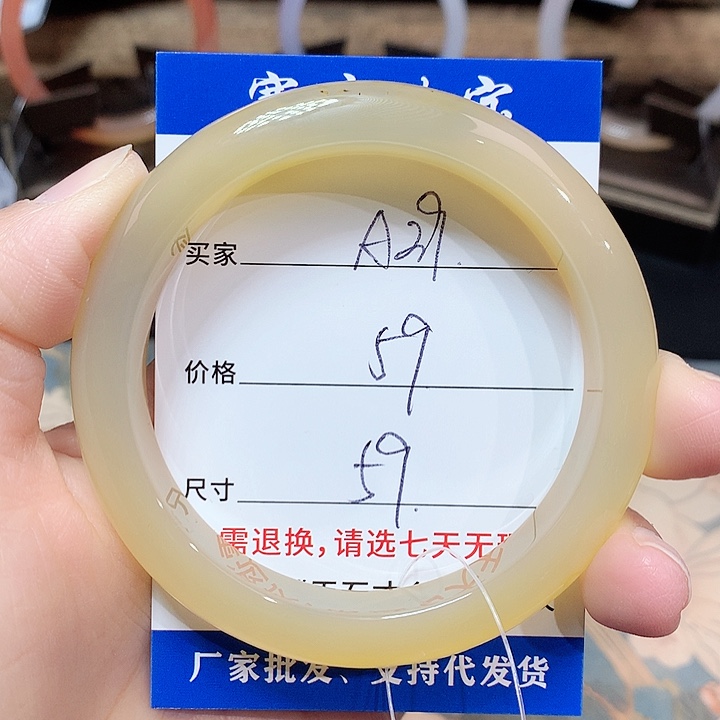 买家 A29.
价格 59.
尺寸 59.
需退换,请选七天无
厂家批发、支持代发货